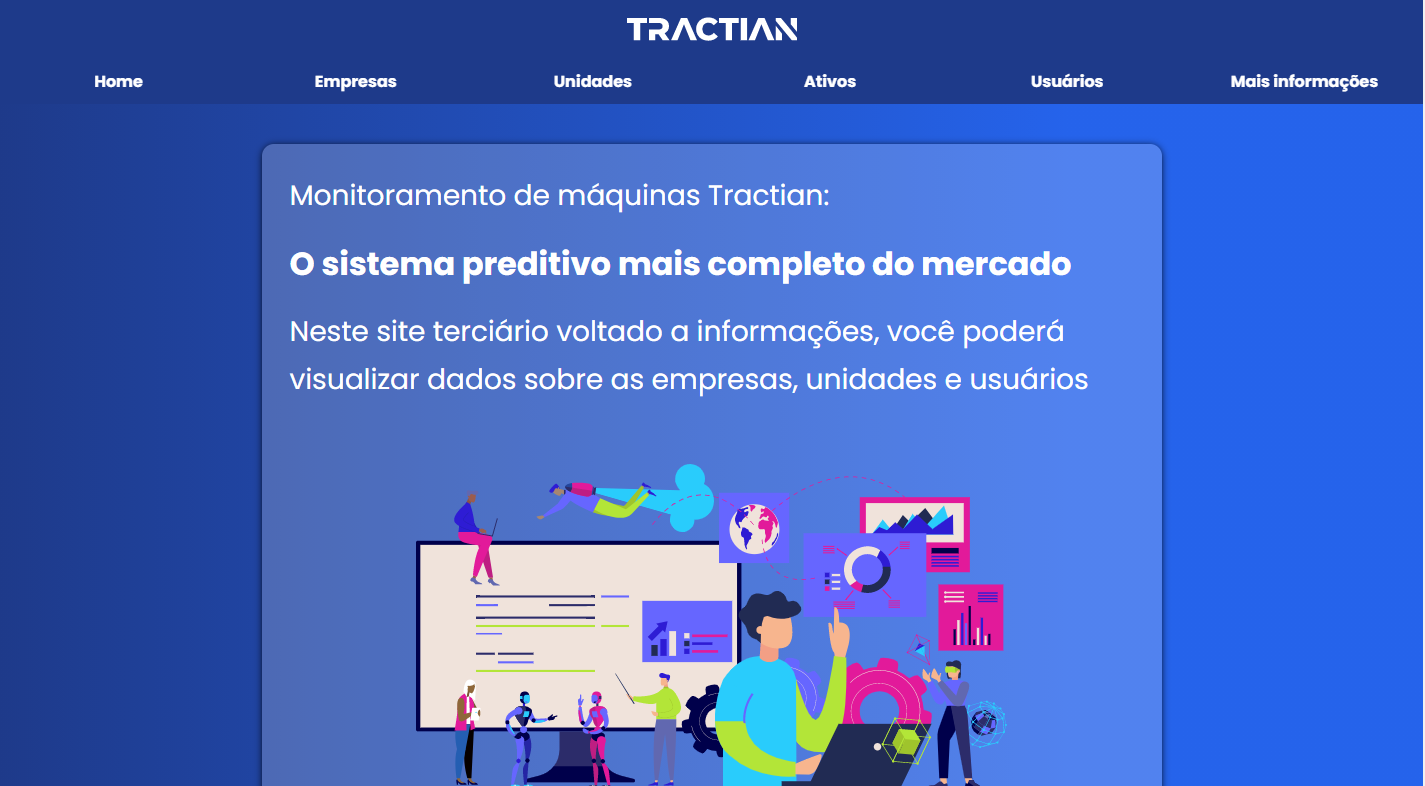 TRACTIAN
Home Empresas Unidades Ativos Usuários Mais informações
Monitoramento de máquinas Tractian:
O sistema preditivo mais completo do mercado
Neste site terciário voltado a informações, você poderá
visualizar dados sobre as empresas, unidades e usuários